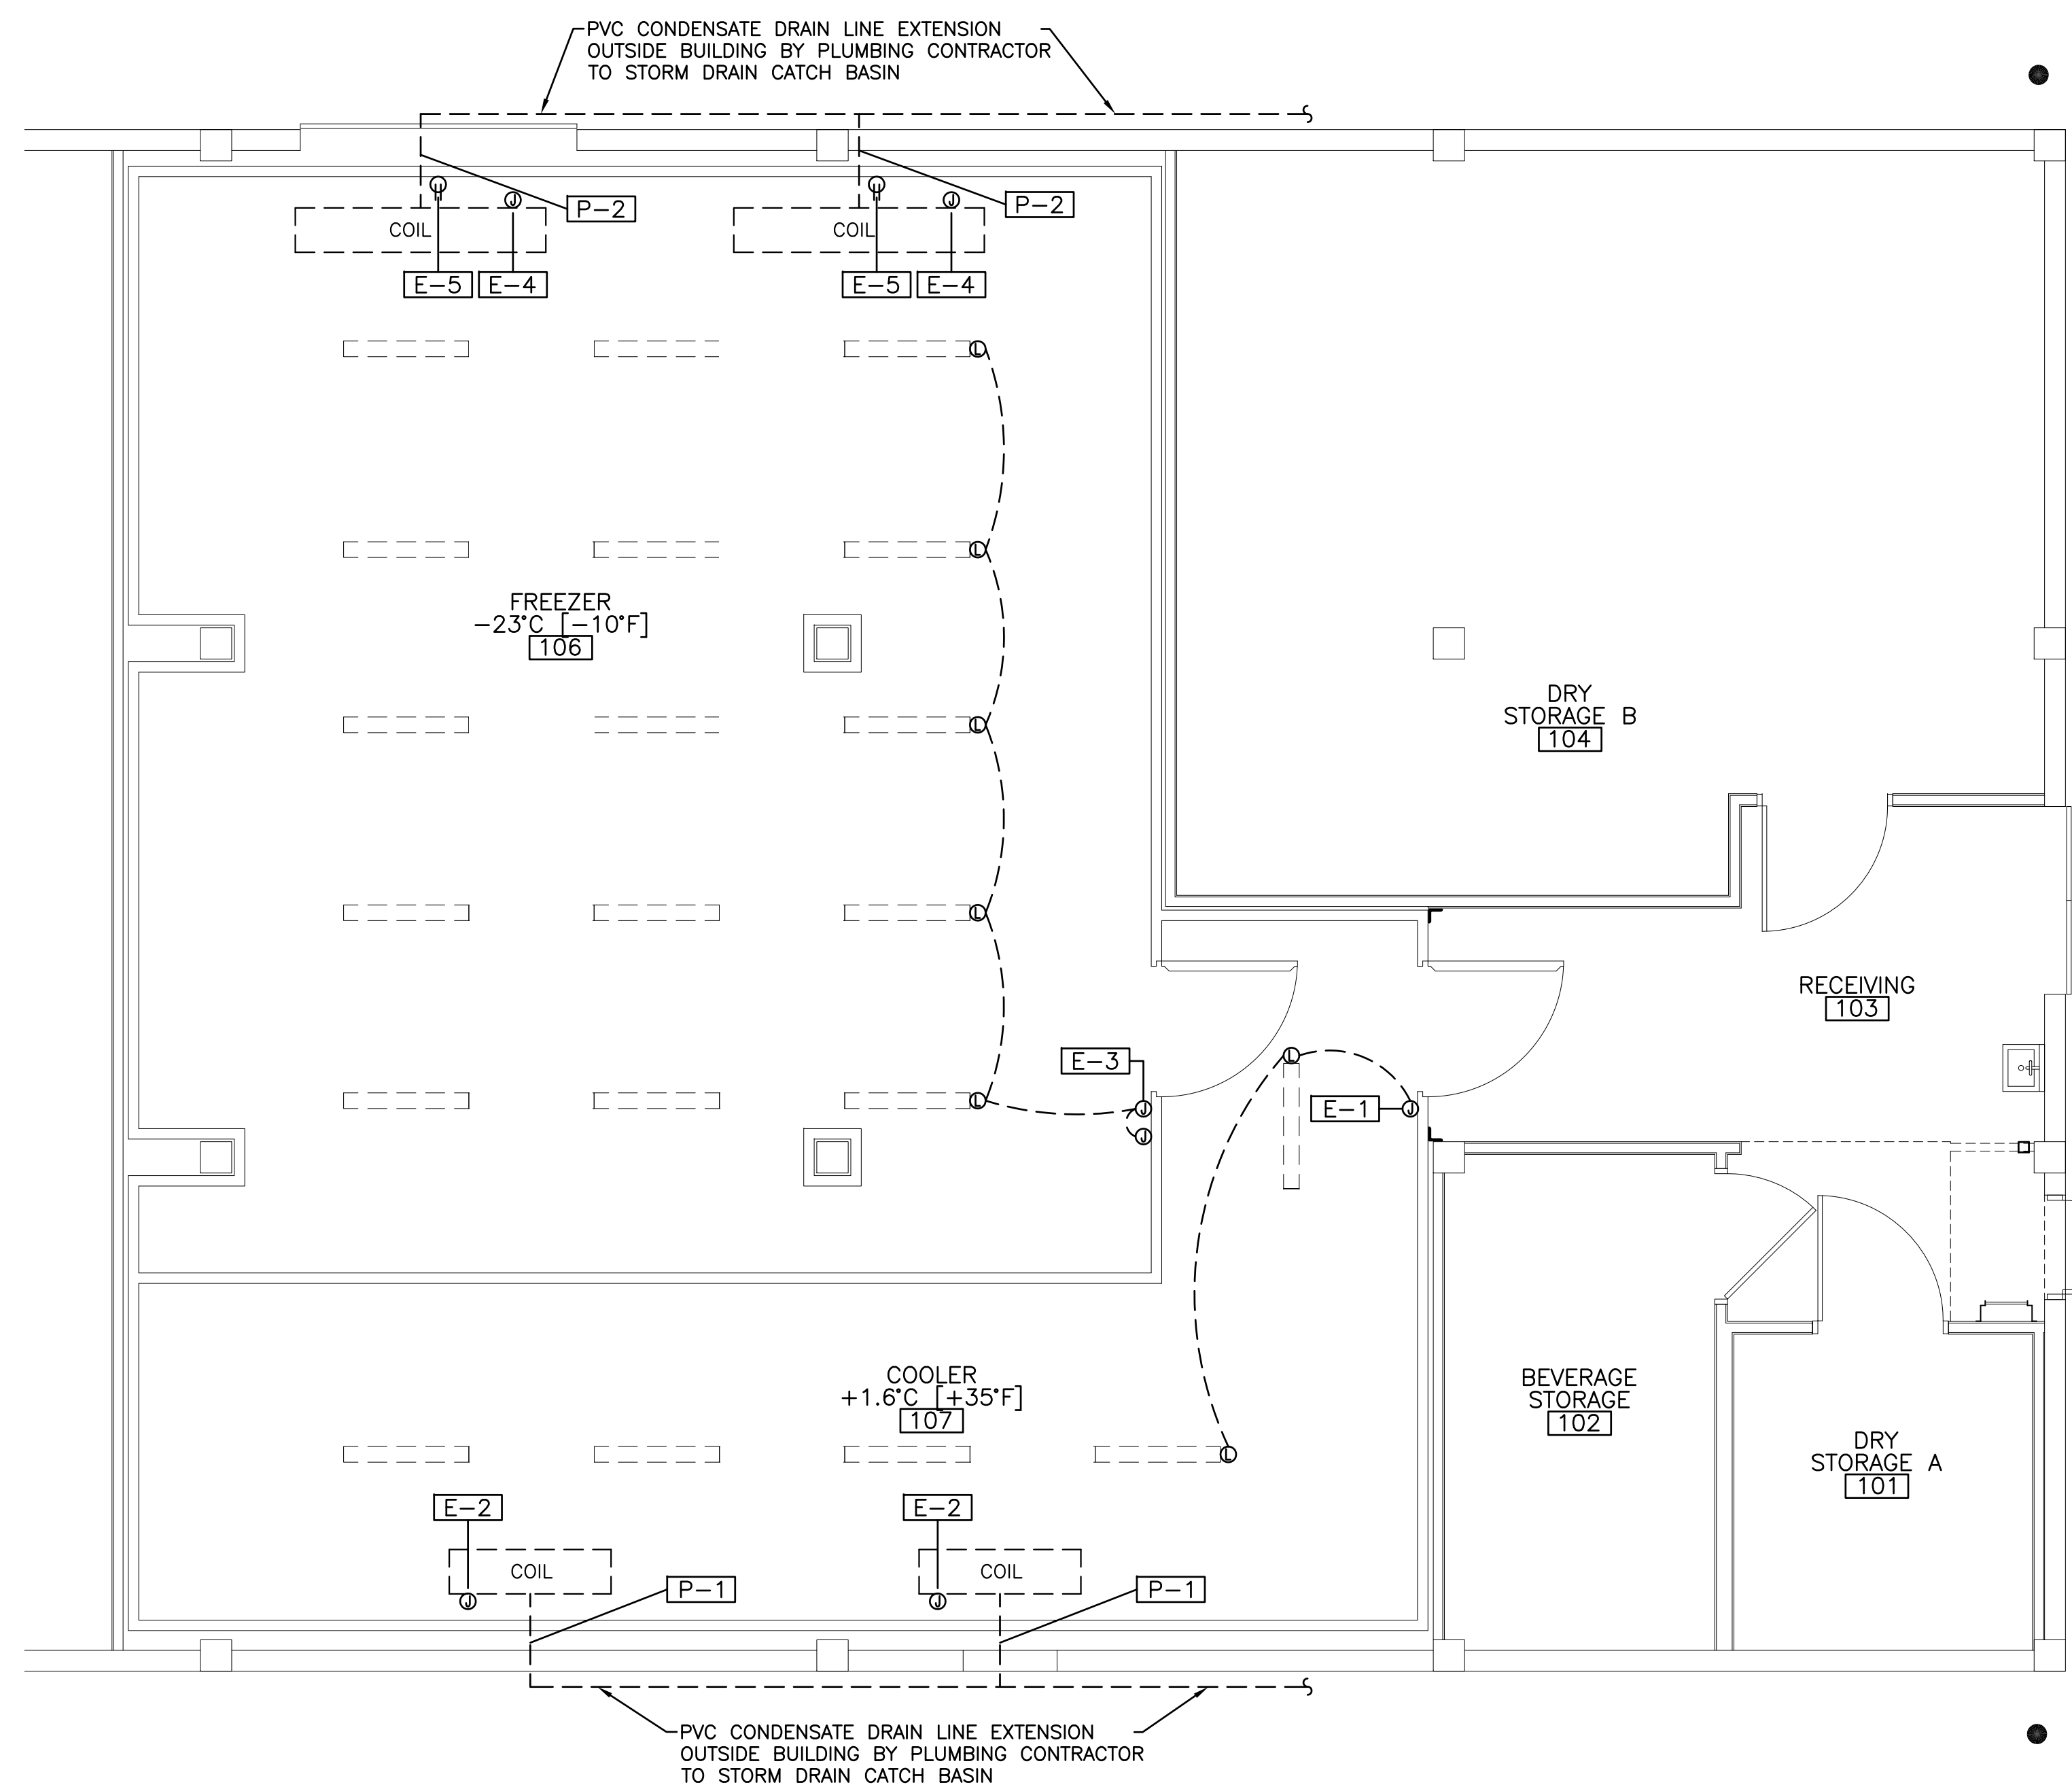 PVC CONDENSATE DRAIN LINE EXTENSION
OUTSIDE BUILDING BY PLUMBING CONTRACTOR
TO STORM DRAIN CATCH BASIN
P-2
P-2
J
J
COIL
COIL
E-5
E-4
E-5
E-4
L
L
FREEZER
-23°C [-10°F]
106
DRY
STORAGE B
104
L
L
RECEIVING
103
E-3
L
L
J
E-1
J
J
COOLER
+1.6°C [+35°F]
107
BEVERAGE
STORAGE
102
DRY
STORAGE A
101
L
E-2
E-2
COIL
COIL
P-1
P-1
J
J
PVC CONDENSATE DRAIN LINE EXTENSION
OUTSIDE BUILDING BY PLUMBING CONTRACTOR
TO STORM DRAIN CATCH BASIN